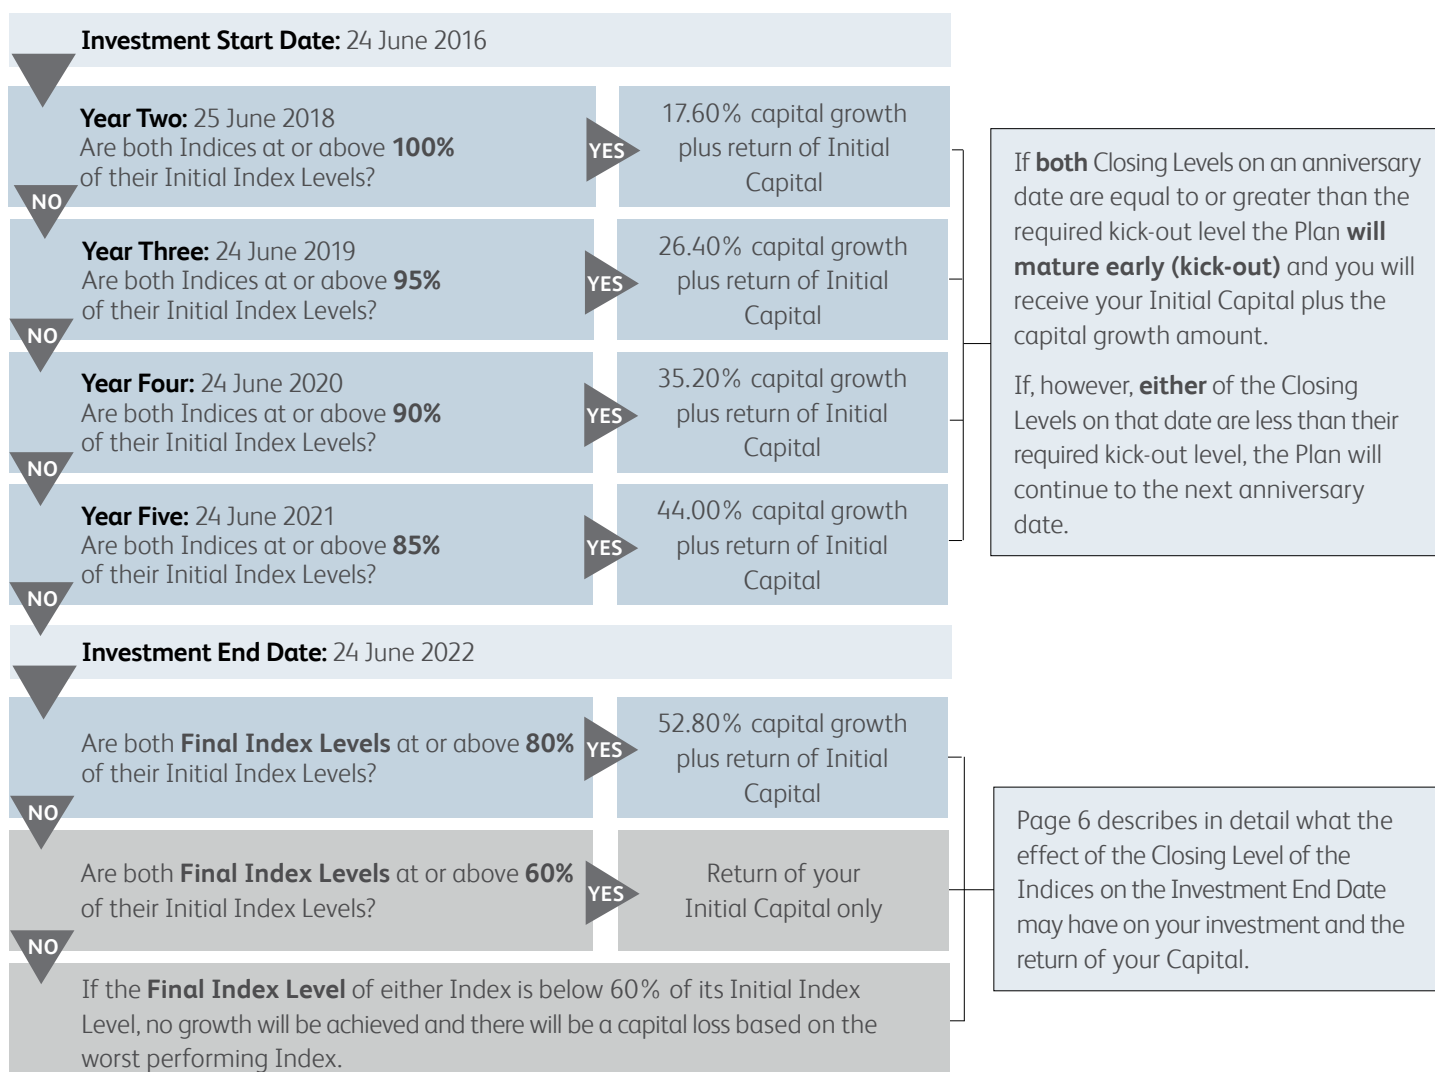 Investment Start Date: 24 June 2016
Year Two: 25 June 2018
Are both Indices at or above 100%
of their Initial Index Levels?
YES
17.60% capital growth
plus return of Initial
Capital
NO
Year Three: 24 June 2019
Are both Indices at or above 95%
of their Initial Index Levels?
YES
26.40% capital growth
plus return of Initial
Capital
NO
Year Four: 24 June 2020
Are both Indices at or above 90%
of their Initial Index Levels?
YES
35.20% capital growth
plus return of Initial
Capital
NO
Year Five: 24 June 2021
Are both Indices at or above 85%
of their Initial Index Levels?
YES
44.00% capital growth
plus return of Initial
Capital
NO
If both Closing Levels on an anniversary
date are equal to or greater than the
required kick-out level the Plan will
mature early (kick-out) and you will
receive your Initial Capital plus the
capital growth amount.
If, however, either of the Closing
Levels on that date are less than their
required kick-out level, the Plan will
continue to the next anniversary
date.
Investment End Date: 24 June 2022
Are both Final Index Levels at or above 80%
of their Initial Index Levels?
YES
52.80% capital growth
plus return of Initial
Capital
NO
Are both Final Index Levels at or above 60%
of their Initial Index Levels?
YES
Return of your
Initial Capital only
NO
If the Final Index Level of either Index is below 60% of its Initial Index
Level, no growth will be achieved and there will be a capital loss based on the
worst performing Index.
Page 6 describes in detail what the
effect of the Closing Level of the
Indices on the Investment End Date
may have on your investment and the
return of your Capital.